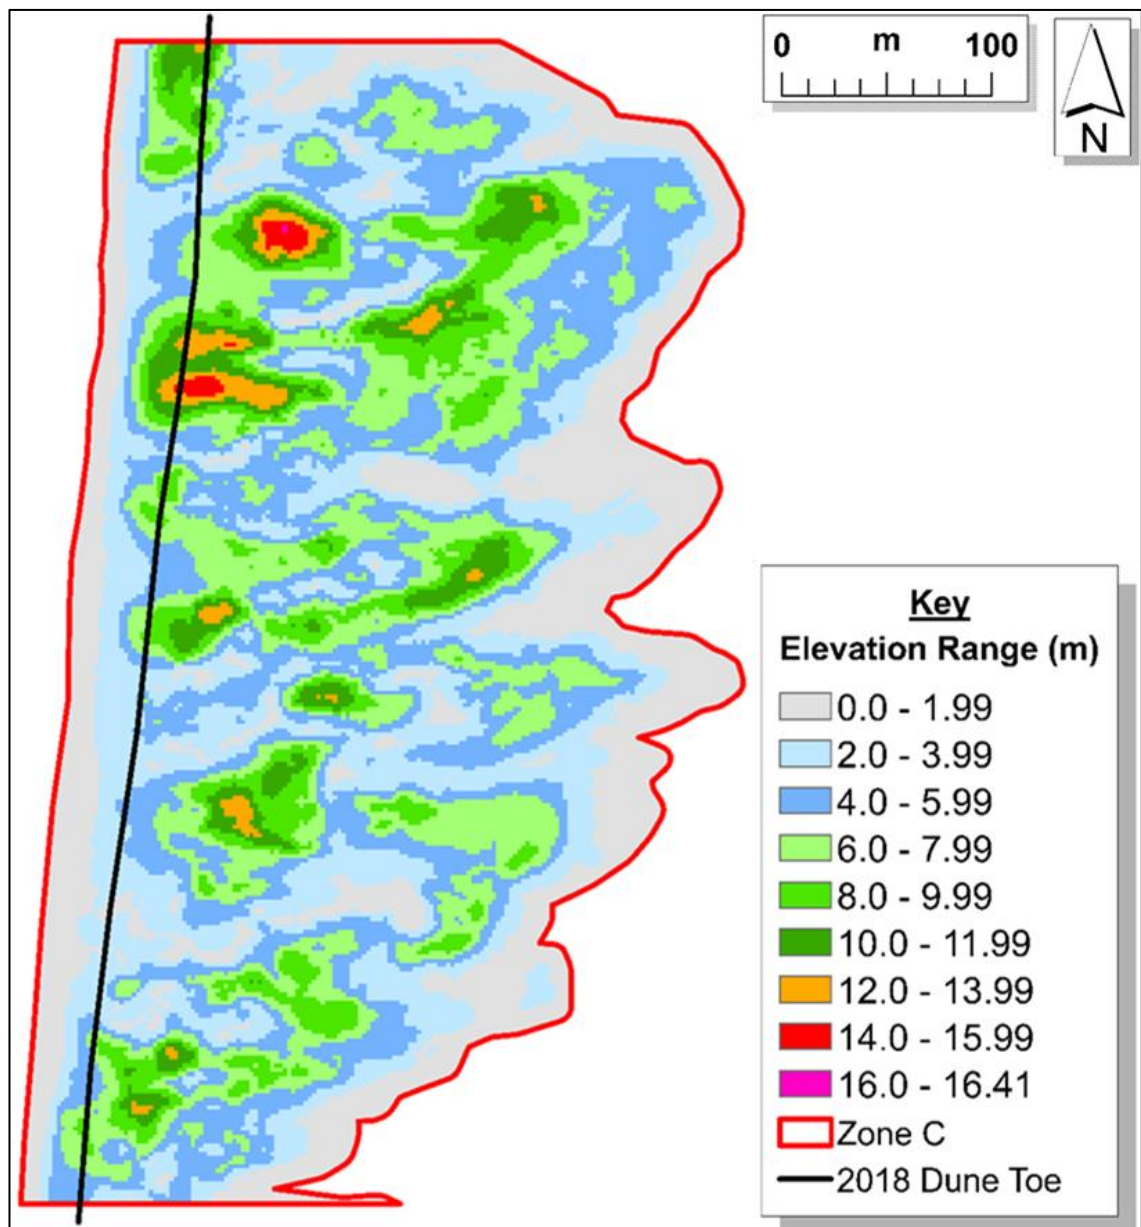 0 m 100
N
Key
Elevation Range (m)
0.0 - 1.99
2.0 - 3.99
4.0 - 5.99
6.0 - 7.99
8.0 - 9.99
10.0 - 11.99
12.0 - 13.99
14.0 - 15.99
16.0 - 16.41
Zone C
2018 Dune Toe